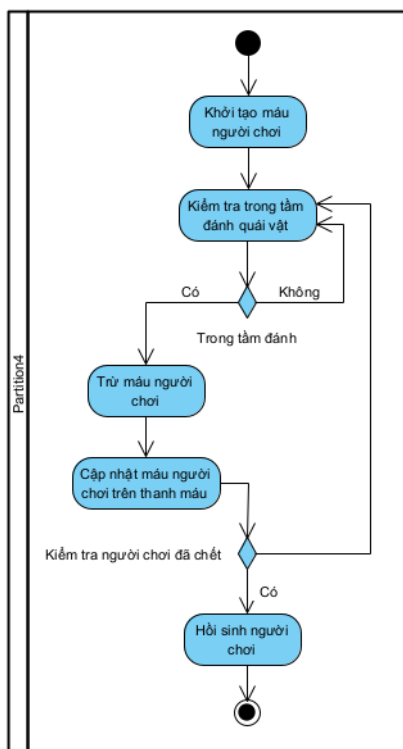 Partition4
Khởi tạo máu
người chơi
Kiểm tra trong tầm
đánh quái vật
Có
Không
Trong tầm đánh
Trừ máu người
chơi
Cập nhật máu người
chơi trên thanh máu
Kiểm tra người chơi đã chết
Có
Hồi sinh người
chơi